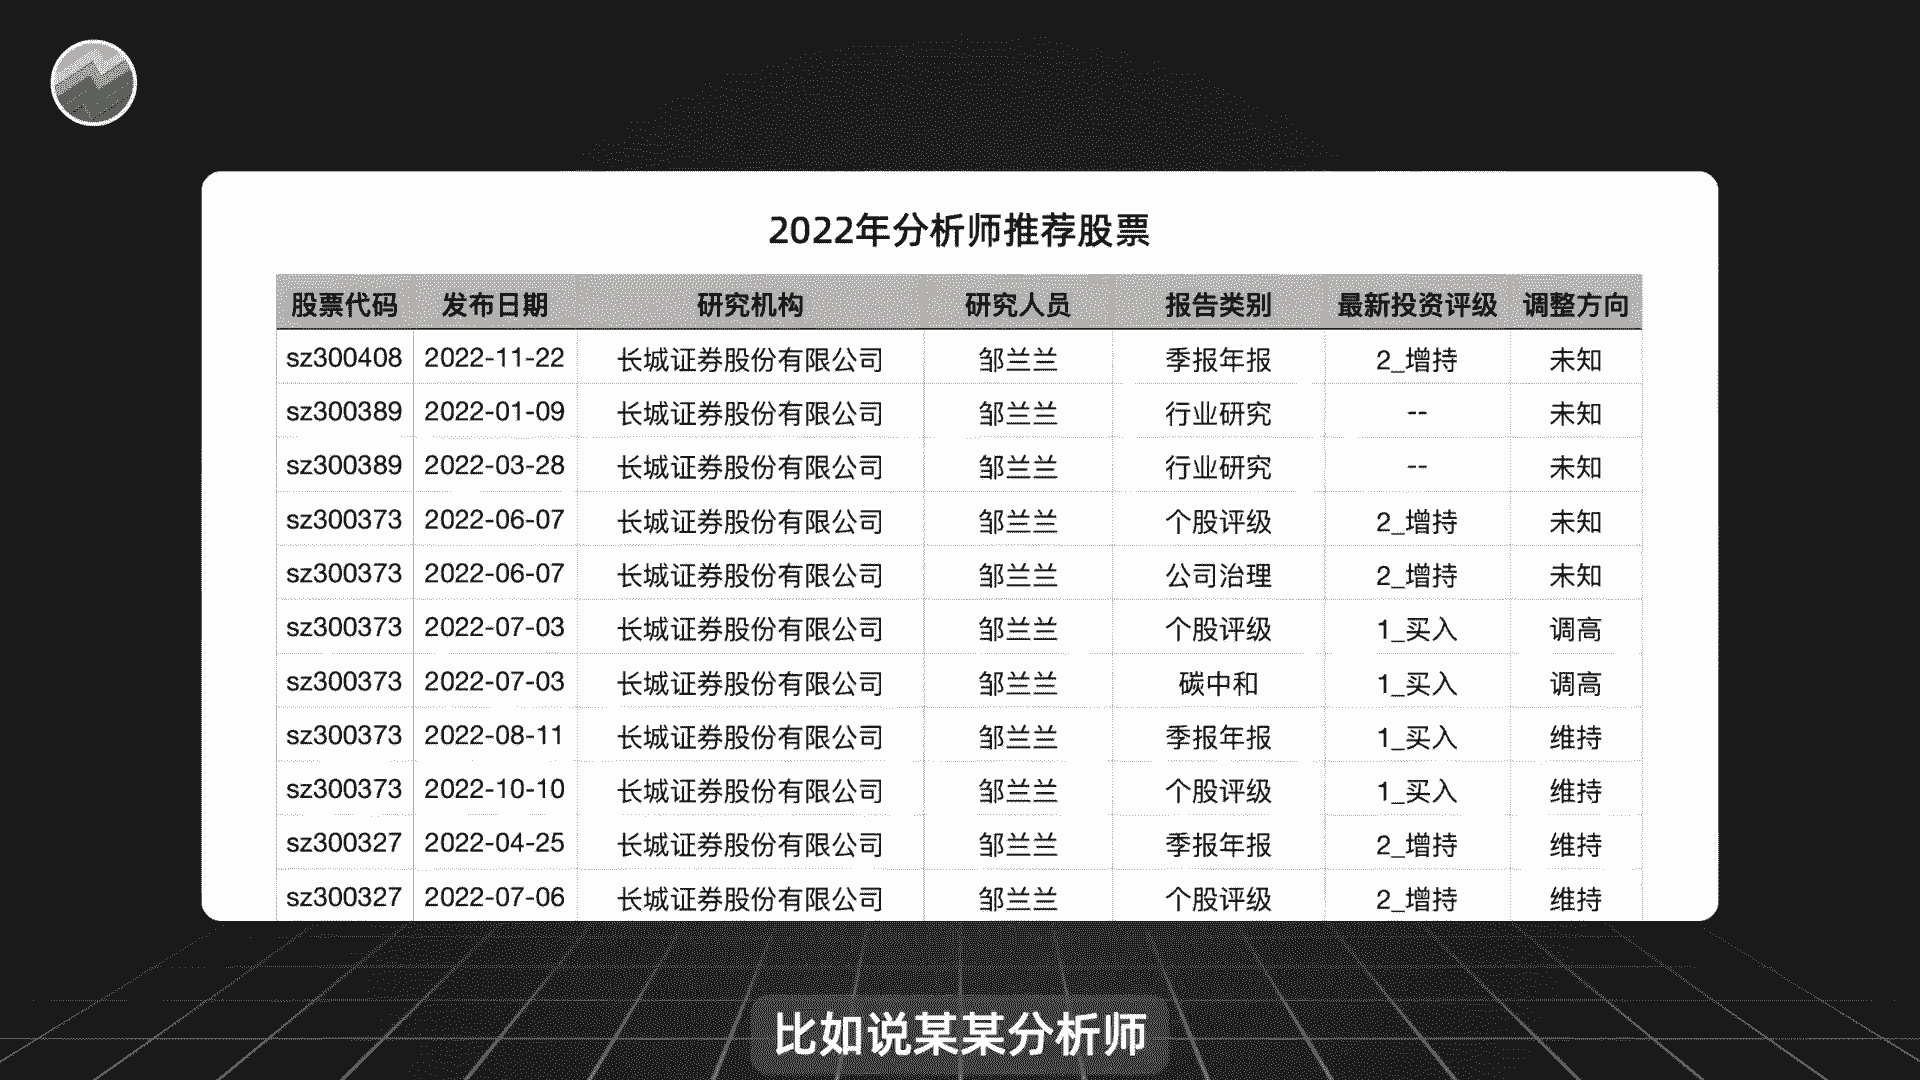 2022年分析师推荐股票
股票代码 发布日期 研究机构 研究人员 报告类别 最新投资评级 调整方向
sz300408 2022-11-22 长城证券股份有限公司 邹兰兰 季报年报 2_增持 未知
sz300389 2022-01-09 长城证券股份有限公司 邹兰兰 行业研究 -- 未知
sz300389 2022-03-28 长城证券股份有限公司 邹兰兰 行业研究 -- 未知
sz300373 2022-06-07 长城证券股份有限公司 邹兰兰 个股评级 2_增持 未知
sz300373 2022-06-07 长城证券股份有限公司 邹兰兰 公司治理 2_增持 未知
sz300373 2022-07-03 长城证券股份有限公司 邹兰兰 个股评级 1_买入 调高
sz300373 2022-07-03 长城证券股份有限公司 邹兰兰 碳中和 1_买入 调高
sz300373 2022-08-11 长城证券股份有限公司 邹兰兰 季报年报 1_买入 维持
sz300373 2022-10-10 长城证券股份有限公司 邹兰兰 个股评级 1_买入 维持
sz300327 2022-04-25 长城证券股份有限公司 邹兰兰 季报年报 2_增持 维持
sz300327 2022-07-06 长城证券股份有限公司 邹兰兰 个股评级 2_增持 维持
比如说某某分析师